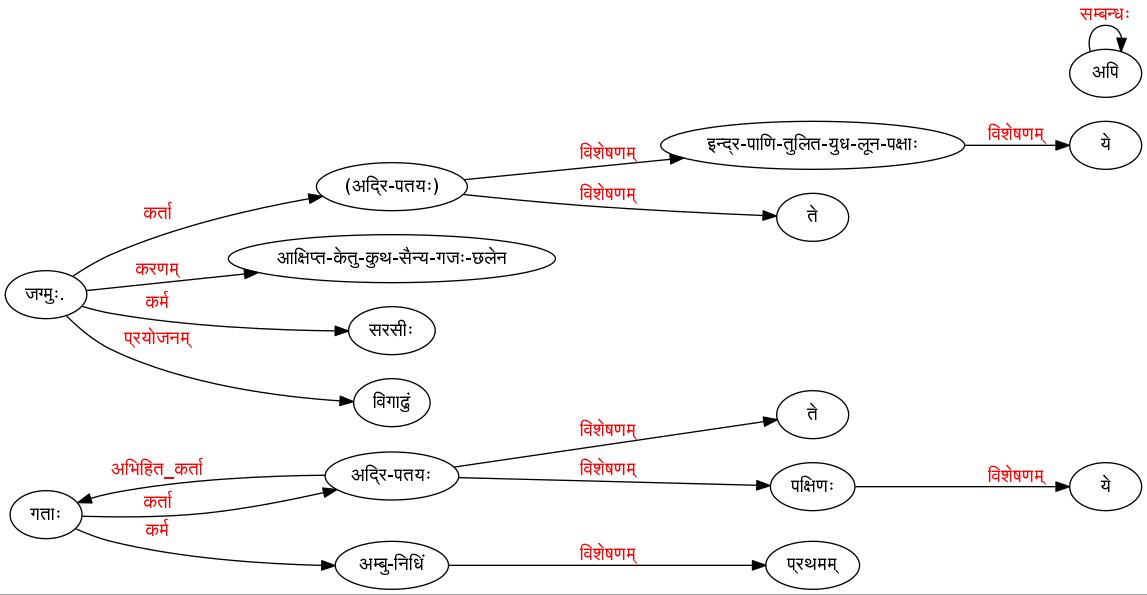 सम्बन्धः
अपि
इन्द्र-पाणि-तुलित-युध-लून-पक्षाः
विशेषणम्
ये
विशेषणम्
(अद्रि-पतयः)
विशेषणम्
ते
कर्ता
आक्षिप्त-केतु-कुथ-सैन्य-गजः-छलेन
करणम्
जग्मुः.
कर्म
सरसीः
प्रयोजनम्
विगाढुं
ते
विशेषणम्
अभिहित_कर्ता
अद्रि-पतयः
विशेषणम्
पक्षिणः
विशेषणम्
ये
कर्ता
गताः
कर्म
अम्बु-निधिं
विशेषणम्
प्रथमम्